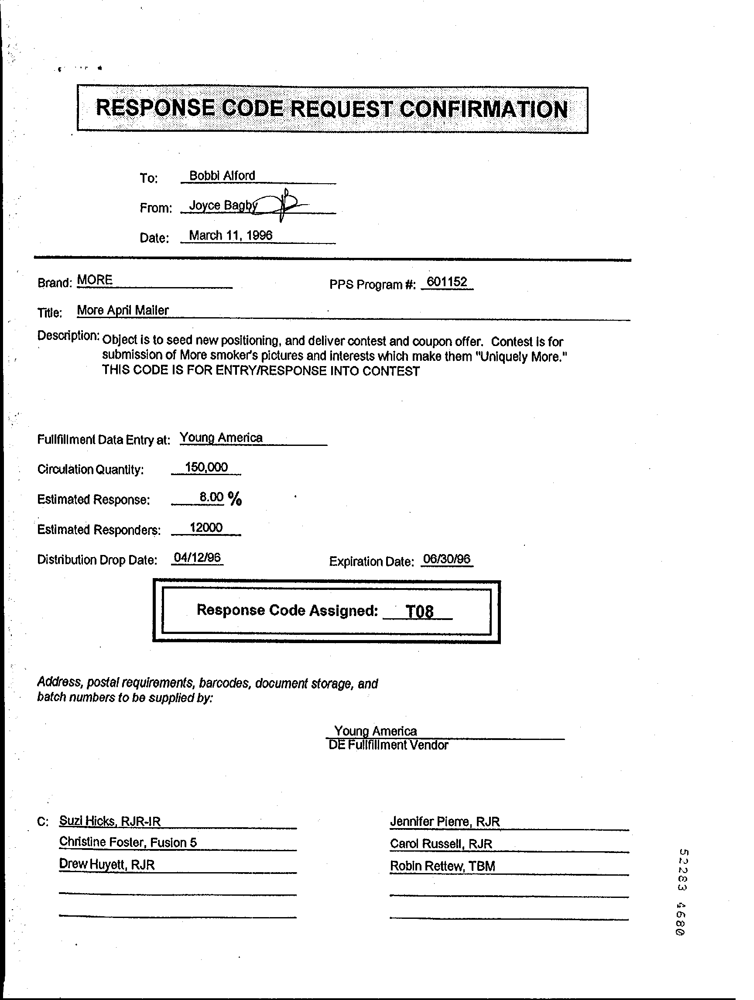 RESPONSE CODE REQUEST CONFIRMATION
To: Bobbi Alford
From: Joyce Bagby
Date: March 11, 1996
Brand: MORE PPS Program #: 601152
Title: More April Mailer
Description: Object is to seed new positioning, and deliver contest and coupon offer. Contest is for
submission of More smoker's pictures and interests which make them "Uniquely More."
THIS CODE IS FOR ENTRY/RESPONSE INTO CONTEST
Fullfillment Data Entry at: Young America
Circulation Quantity: 150,000
Estimated Response: 8.00 %
Estimated Responders: 12000
Distribution Drop Date: 04/12/96 Expiration Date: 06/30/96
Response Code Assigned: T08
Address, postal requirements, barcodes, document storage, and
batch numbers to be supplied by:
Young America
DE Fullfillment Vendor
C: Suzi Hicks, RJR-IR Jennifer Pierre, RJR
Christine Foster, Fusion 5 Carol Russell, RJR
Drew Huyett, RJR Robin Rettew, TBM
52283 4680